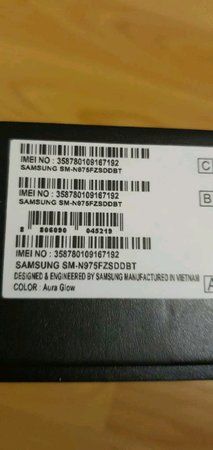 IMEI NO : 358780109167192
SAMSUNG SM-N975FZSDDBT
C
IMEI NO : 358780109167192
SAMSUNG SM-N975FZSDDBT
B
8 806090 045219
IMEI NO : 358780109167192
SAMSUNG SM-N975FZSDDBT
DESIGNED & ENGINEERED BY SAMSUNG MANUFACTURED IN VIETNAM
COLOR : Aura Glow
A